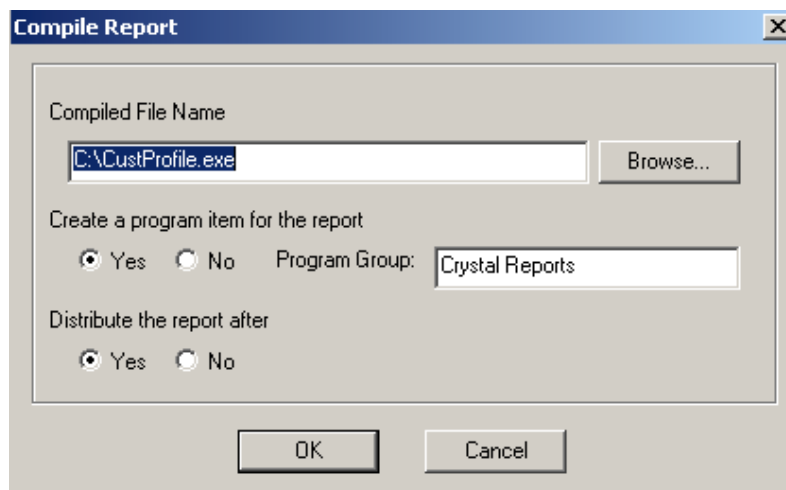 Compile Report
Compiled File Name
C:\CustProfile.exe Browse...
Create a program item for the report
Yes No Program Group: Crystal Reports
Distribute the report after
Yes No
OK Cancel